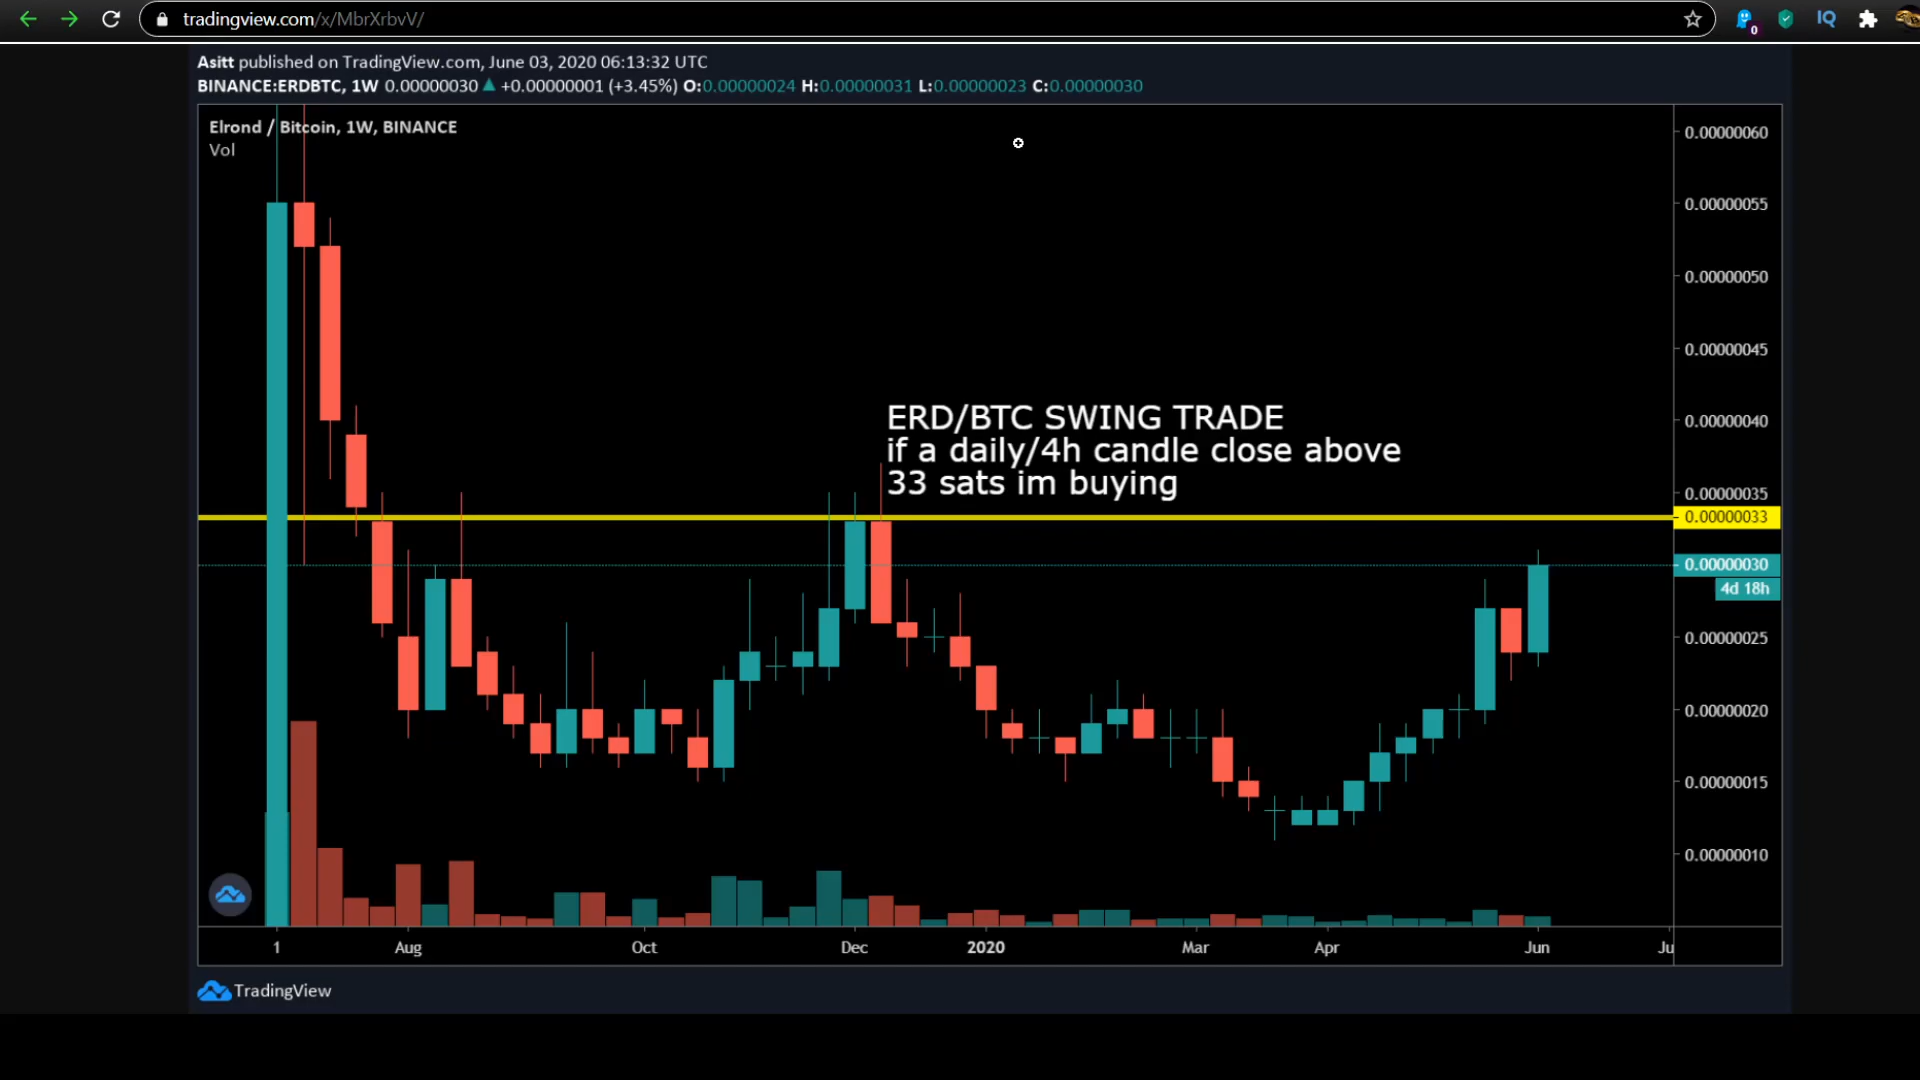 tradingview.com/x/MbrXrbvV/
0
IQ
Asitt published on TradingView.com, June 03, 2020 06:13:32 UTC
BINANCE:ERDBTC, 1W 0.00000030 ▲ +0.00000001 (+3.45%) O:0.00000024 H:0.00000031 L:0.00000023 C:0.00000030
Elrond / Bitcoin, 1W, BINANCE
Vol
0.00000060
0.00000055
0.00000050
0.00000045
0.00000040
ERD/BTC SWING TRADE
if a daily/4h candle close above
33 sats im buying
0.00000035
0.00000033
0.00000030
4d 18h
0.00000025
0.00000020
0.00000015
0.00000010
1 Aug Oct Dec 2020 Mar Apr Jun Ju
TradingView